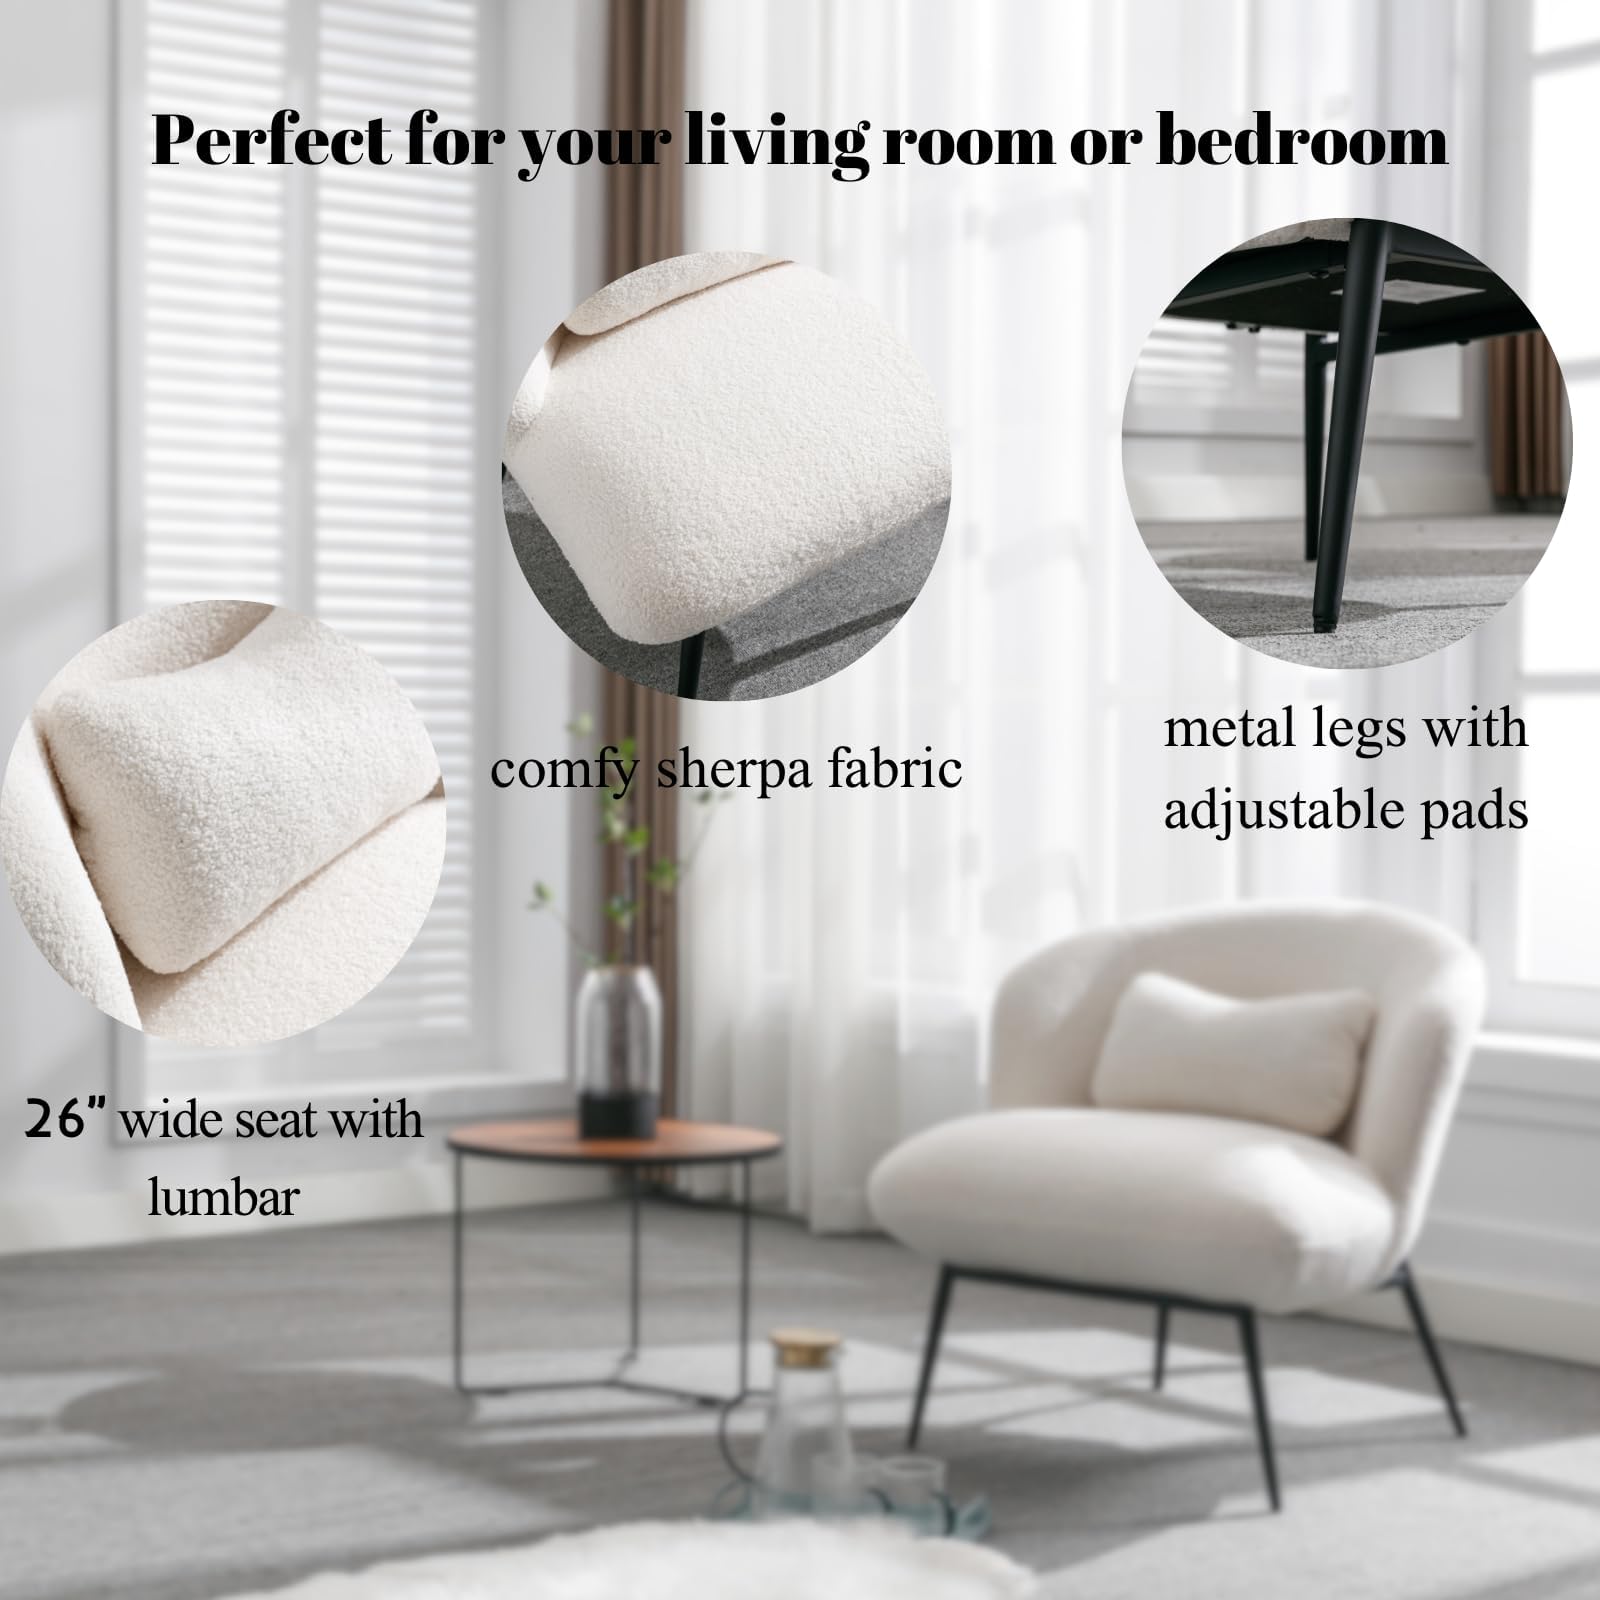 Perfect for your living room or bedroom
comfy sherpa fabric
metal legs with
adjustable pads
26" wide seat with
lumbar